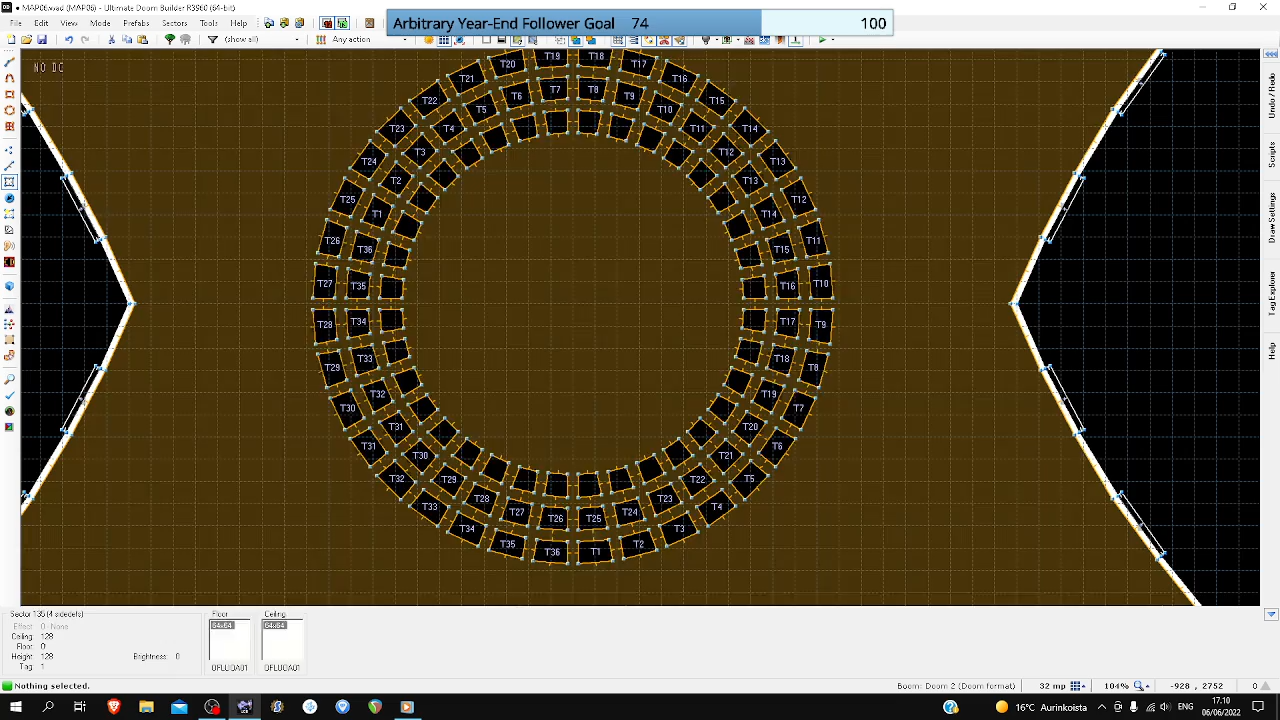 MAP06.wad (MAP06) - Ultimate Doom Builder R3960 (64-bit)
Arbitrary Year-End Follower Goal 74 100
File Edit View Mode Prefabs Sectors Tools Help
(show all) Any action
NO DC
T19 T18
T20 T17
T21 T7 T8 T16
T6 T9
T22 T5 T10 T15
T23 T4 T11 T14
T24 T3 T12 T13
T2 T13
T25 T1 T14 T12
T26 T36 T15 T11
T27 T35 T16 T10
T28 T34 T17 T9
T29 T33 T18 T8
T30 T32 T19 T7
T31 T31 T20 T6
T30 T21
T32 T29 T22 T5
T33 T28 T23 T4
T27 T26 T25 T24
T34 T3
T35 T36 T1 T2
Undo / Redo
Scripts
Draw Settings
Tag Explorer
Help
Sector 135 (4 sidedefs)
Effect: 0 - None
Ceiling: 128
Floor: 0
Height: 128 Brightness: 0
Tag: 1
Floor Ceiling
64x64 64x64
OFLUDA01 OFLUDA01
Nothing selected.
Boom: Doom 2 (Doom format) 32 mp 104% -928 , 2752 0
16°C Aurinkoista ENG 17.10
06/06/2022